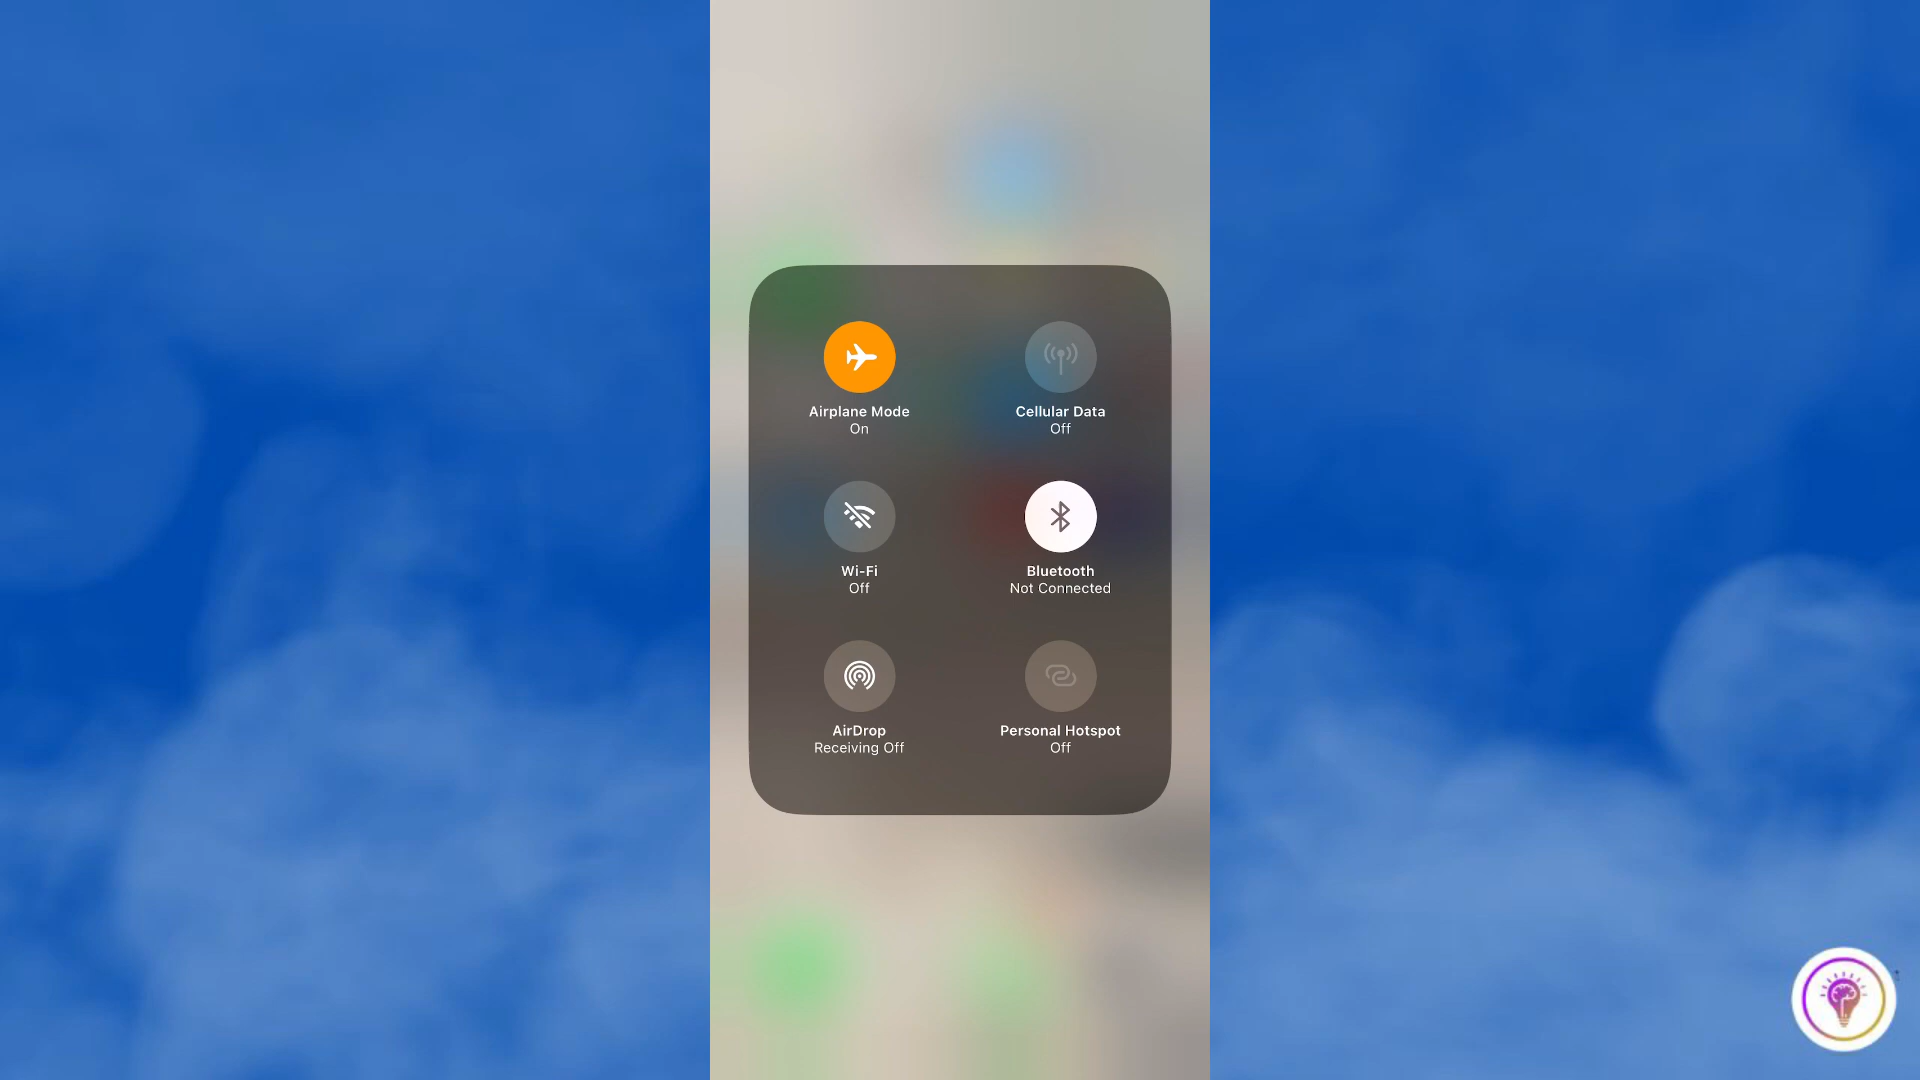 Airplane Mode
On
Cellular Data
Off
Wi-Fi
Off
Bluetooth
Not Connected
AirDrop
Receiving Off
Personal Hotspot
Off